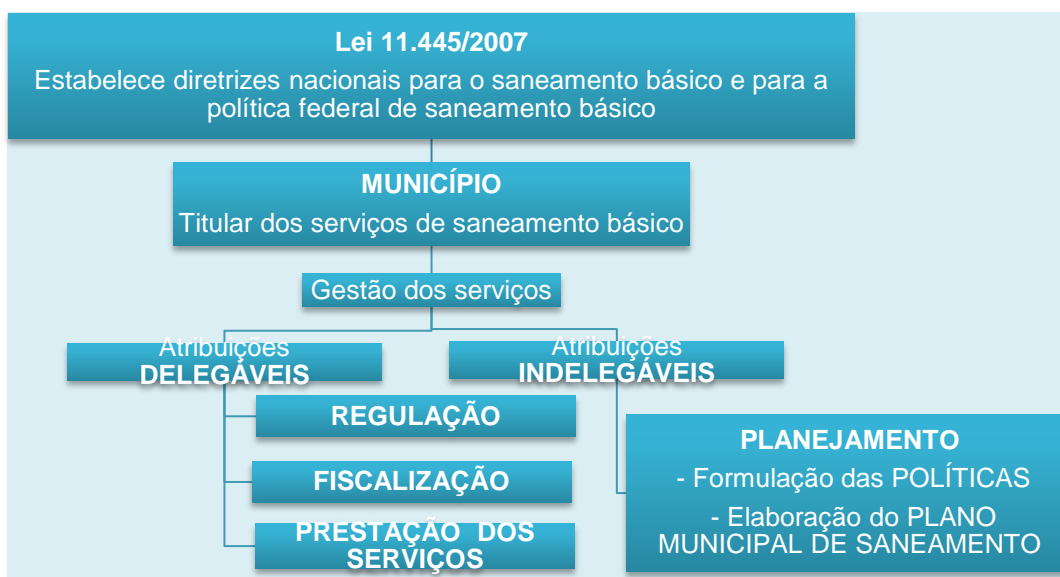 Lei 11.445/2007
Estabelece diretrizes nacionais para o saneamento básico e para a
política federal de saneamento básico
MUNICÍPIO
Titular dos serviços de saneamento básico
Gestão dos serviços
Atribuições
DELEGÁVEIS
REGULAÇÃO
FISCALIZAÇÃO
PRESTAÇÃO DOS
SERVIÇOS
Atribuições
INDELEGÁVEIS
PLANEJAMENTO
- Formulação das POLÍTICAS
- Elaboração do PLANO
MUNICIPAL DE SANEAMENTO